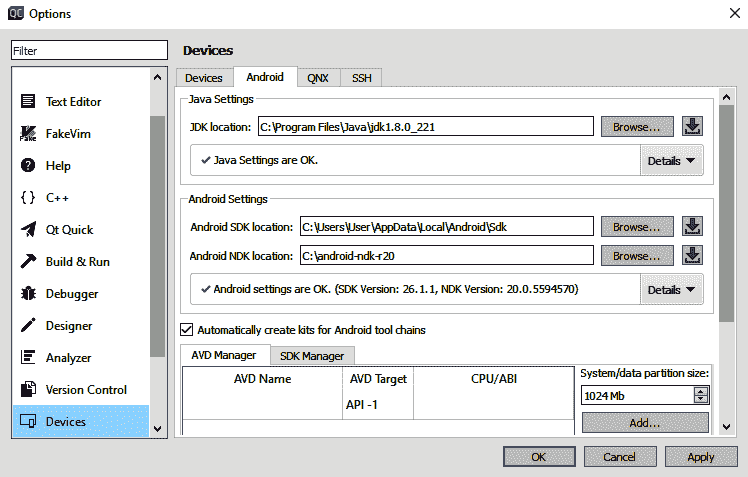 QC Options
Filter
Text Editor
FakeVim
Help
C++
Qt Quick
Build & Run
Debugger
Designer
Analyzer
Version Control
Devices
Devices
Devices Android QNX SSH
Java Settings
JDK location: C:\Program Files\Java\jdk1.8.0_221 Browse...
Java Settings are OK. Details
Android Settings
Android SDK location: C:\Users\User\AppData\Local\Android\Sdk Browse...
Android NDK location: C:\android-ndk-r20 Browse...
Android settings are OK. (SDK Version: 26.1.1, NDK Version: 20.0.5594570) Details
Automatically create kits for Android tool chains
AVD Manager SDK Manager
AVD Name AVD Target CPU/ABI
API -1
System/data partition size:
1024 Mb
Add...
OK Cancel Apply